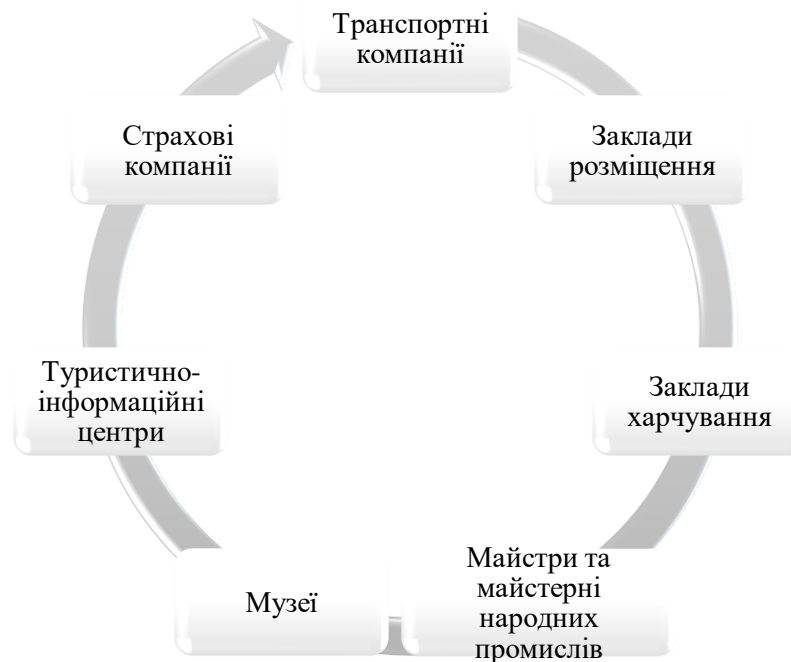 Транспортні
компанії
Заклади
розміщення
Заклади
харчування
Майстри та
майстерні
народних
промислів
Музеї
Туристично-
інформаційні
центри
Страхові
компанії